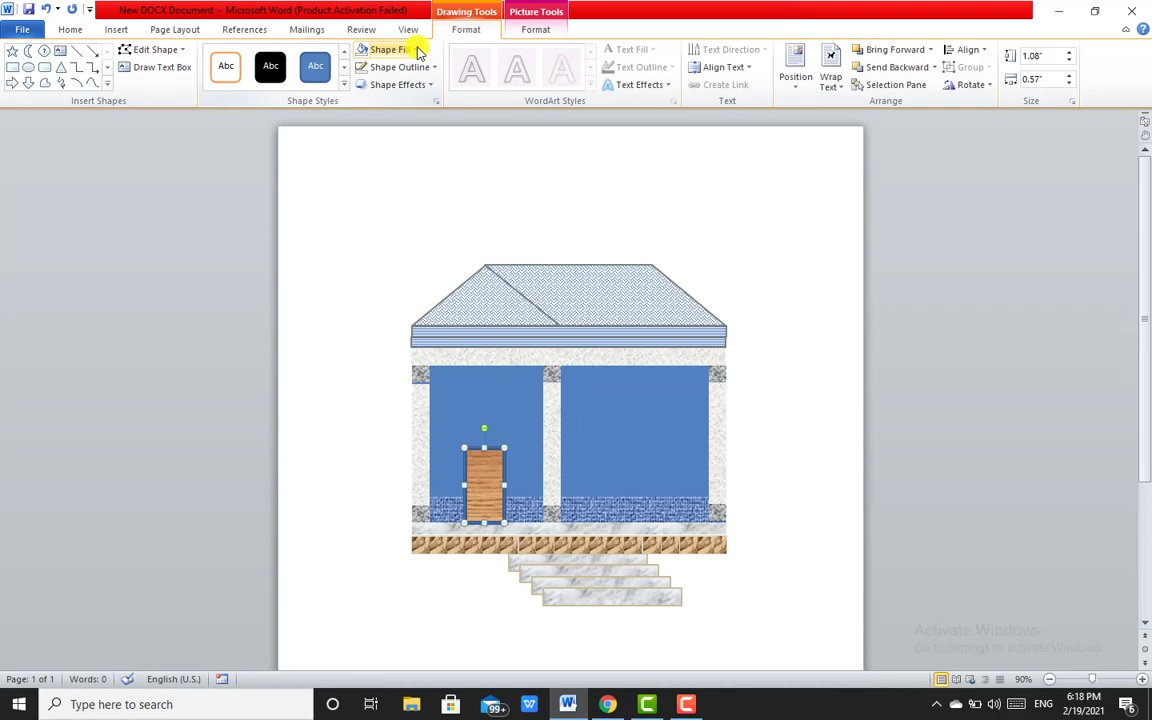 New DOCX Document - Microsoft Word (Product Activation Failed)
Drawing Tools
Picture Tools
File
Home
Insert
Page Layout
References
Mailings
Review
View
Format
Format
Edit Shape
Draw Text Box
Insert Shapes
Abc
Abc
Abc
Shape Fill
Shape Outline
Shape Effects
Shape Styles
A
A
A
Text Fill
Text Outline
Text Effects
WordArt Styles
Text Direction
Align Text
Create Link
Text
Position
Wrap
Text
Bring Forward
Send Backward
Selection Pane
Align
Group
Rotate
Arrange
1.08"
0.57"
Size
Activate Windows
Go to Settings to activate Windows.
Page: 1 of 1
Words: 0
English (U.S.)
90%
Type here to search
99+
ENG
6:18 PM
2/19/2021
6